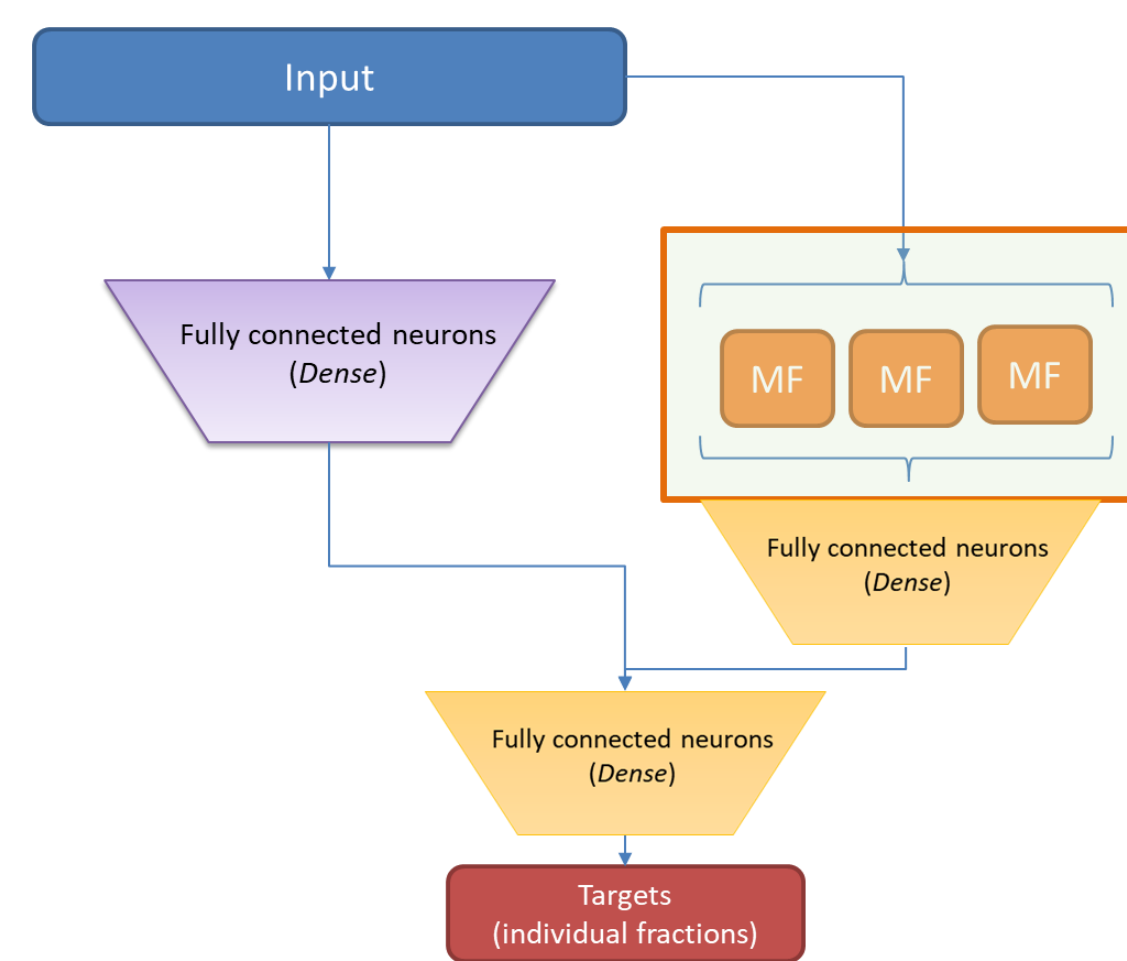 Input
Fully connected neurons
(Dense)
MF
MF
MF
Fully connected neurons
(Dense)
Fully connected neurons
(Dense)
Targets
(individual fractions)